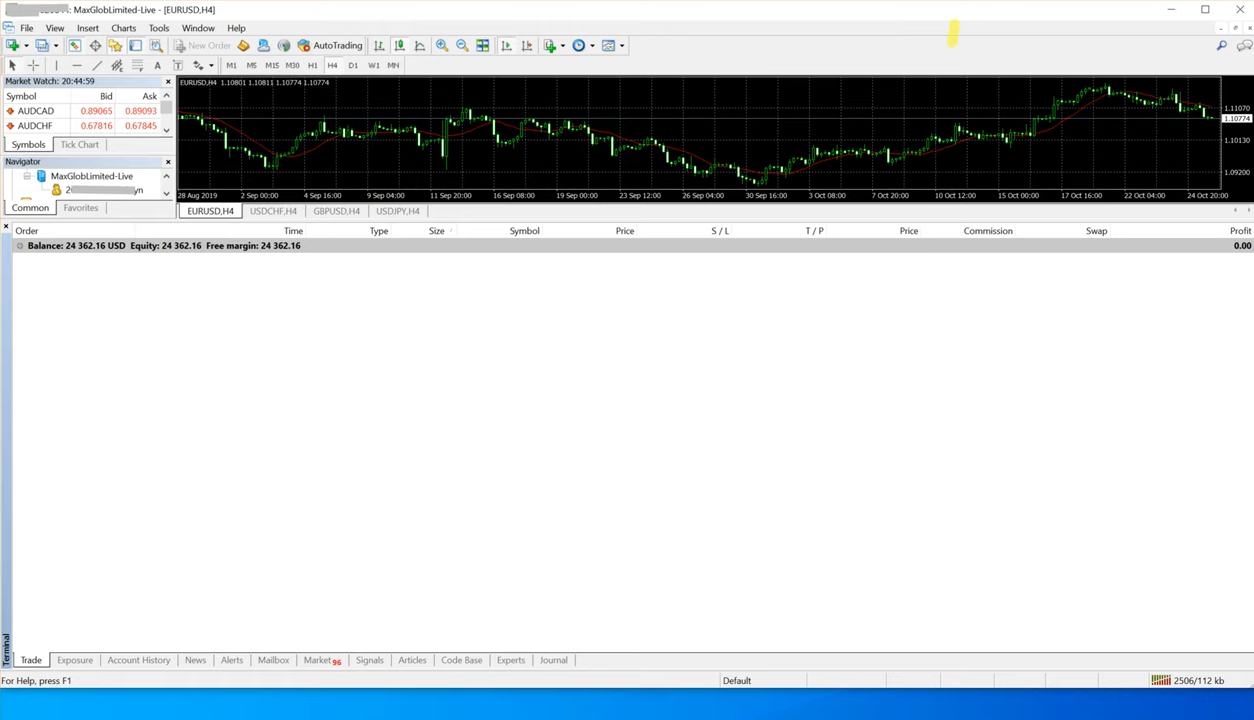 : MaxGlobLimited-Live - [EURUSD,H4]
File View Insert Charts Tools Window Help
New Order AutoTrading
A T M1 M5 M15 M30 H1 H4 D1 W1 MN
Market Watch: 20:44:59
Symbol Bid Ask
AUDCAD 0.89065 0.89093
AUDCHF 0.67816 0.67845
Symbols Tick Chart
Navigator
MaxGlobLimited-Live
2 yn
Common Favorites
EURUSD,H4 1.10801 1.10811 1.10774 1.10774
1.11070
1.10774
1.10130
1.09200
28 Aug 2019 2 Sep 00:00 4 Sep 16:00 9 Sep 04:00 11 Sep 20:00 16 Sep 08:00 19 Sep 00:00 23 Sep 12:00 26 Sep 04:00 30 Sep 16:00 3 Oct 08:00 7 Oct 20:00 10 Oct 12:00 15 Oct 00:00 17 Oct 16:00 22 Oct 04:00 24 Oct 20:00
EURUSD,H4 USDCHF,H4 GBPUSD,H4 USDJPY,H4
Order Time Type Size / Symbol Price S / L T / P Price Commission Swap Profit
Balance: 24 362.16 USD Equity: 24 362.16 Free margin: 24 362.16 0.00
Terminal
Trade Exposure Account History News Alerts Mailbox Market 96 Signals Articles Code Base Experts Journal
For Help, press F1 Default 2506/112 kb